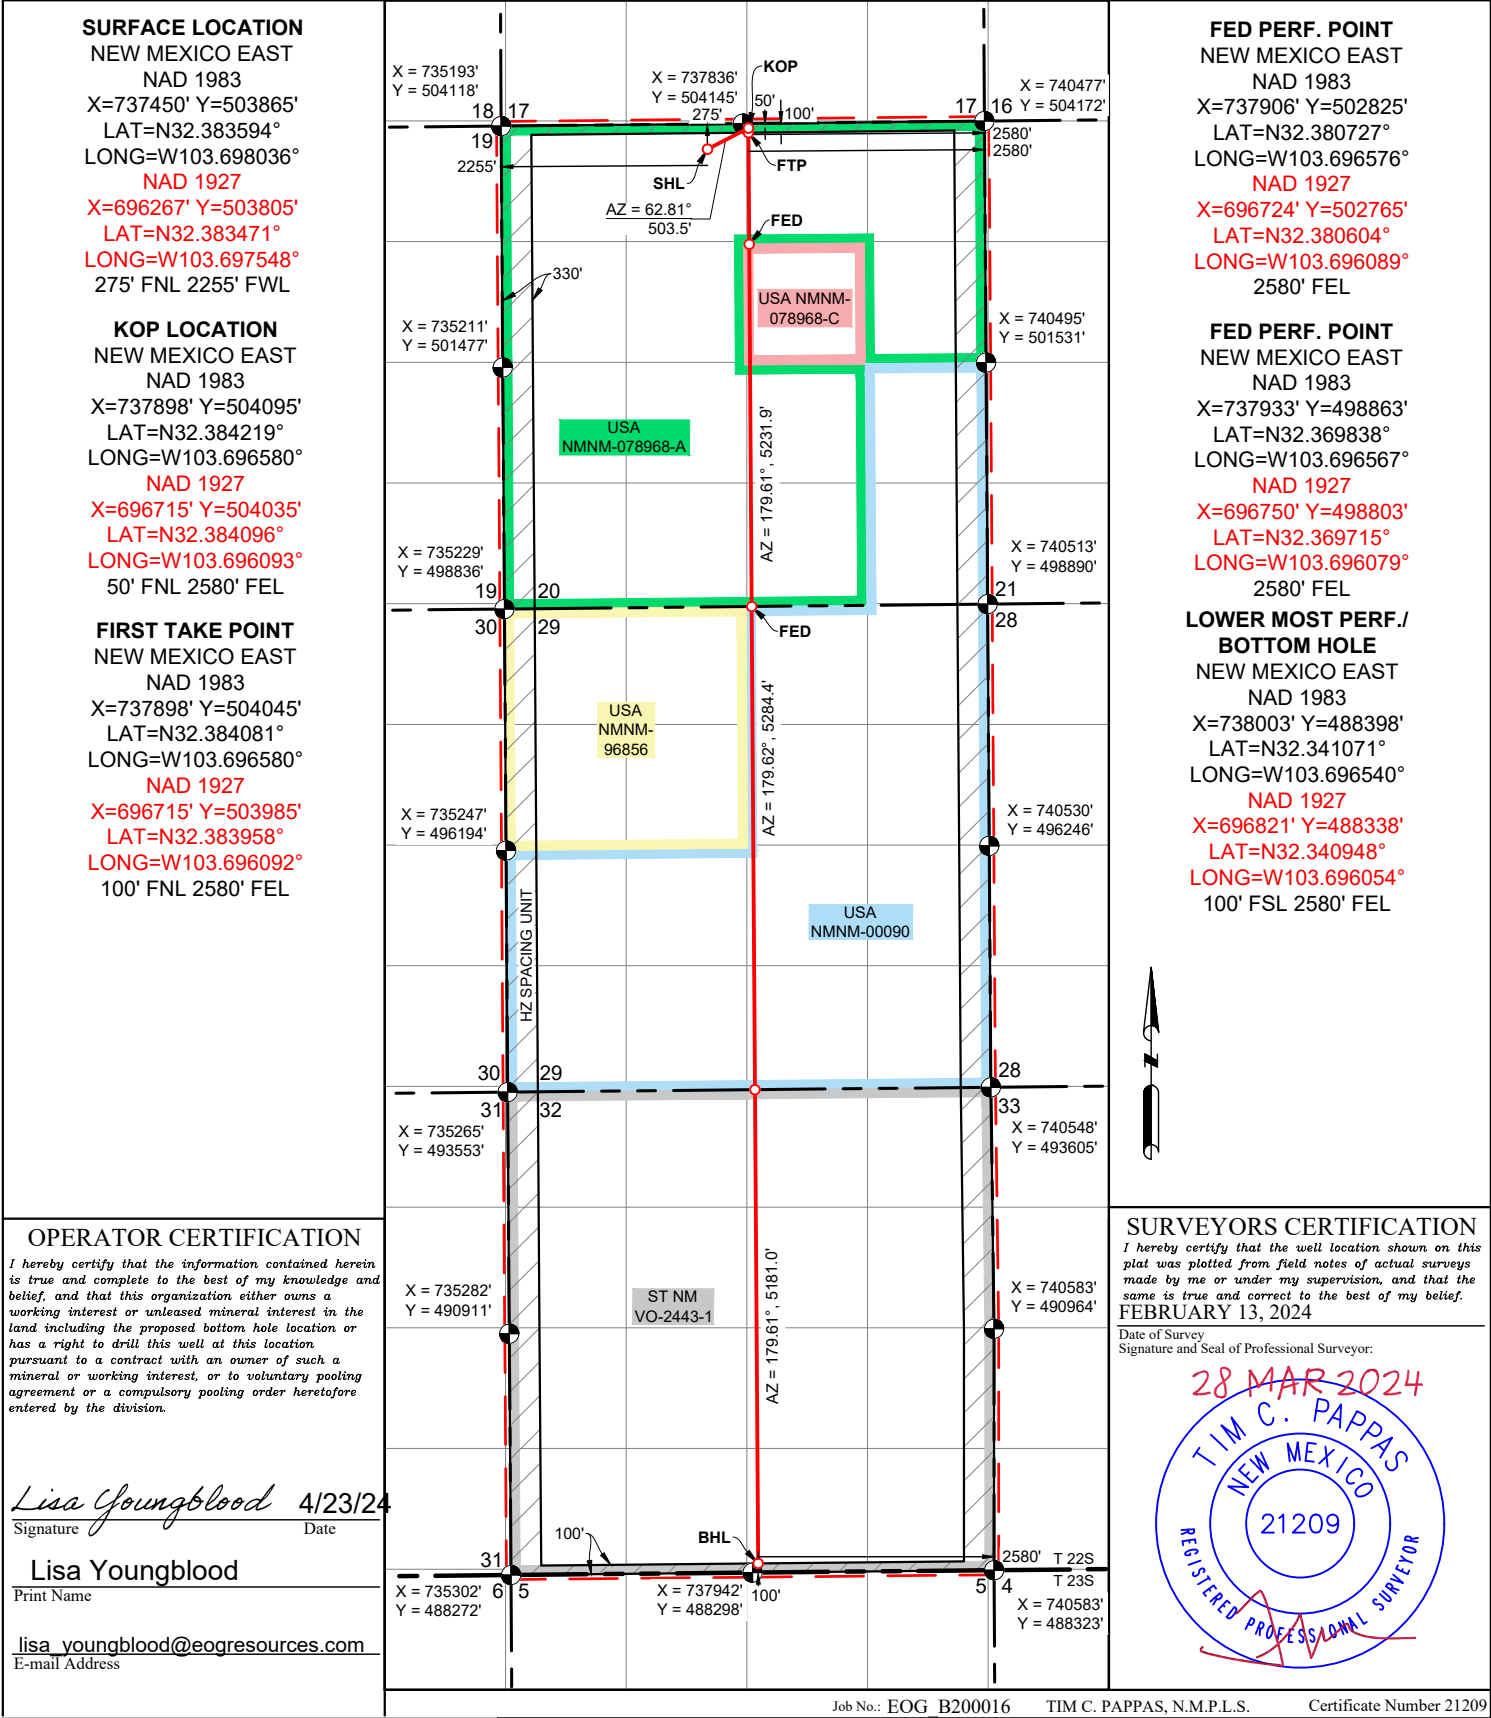 SURFACE LOCATION
NEW MEXICO EAST
NAD 1983
X=737450' Y=503865'
LAT=N32.383594°
LONG=W103.698036°
NAD 1927
X=696267' Y=503805'
LAT=N32.383471°
LONG=W103.697548°
275' FNL 2255' FWL
KOP LOCATION
NEW MEXICO EAST
NAD 1983
X=737898' Y=504095'
LAT=N32.384219°
LONG=W103.696580°
NAD 1927
X=696715' Y=504035'
LAT=N32.384096°
LONG=W103.696093°
50' FNL 2580' FEL
FIRST TAKE POINT
NEW MEXICO EAST
NAD 1983
X=737898' Y=504045'
LAT=N32.384081°
LONG=W103.696580°
NAD 1927
X=696715' Y=503985'
LAT=N32.383958°
LONG=W103.696092°
100' FNL 2580' FEL
OPERATOR CERTIFICATION
I hereby certify that the information contained herein
is true and complete to the best of my knowledge and
belief, and that this organization either owns a
working interest or unleased mineral interest in the
land including the proposed bottom hole location or
has a right to drill this well at this location
pursuant to a contract with an owner of such a
mineral or working interest, or to voluntary pooling
agreement or a compulsory pooling order heretofore
entered by the division.
Lisa Youngblood 4/23/24
Signature Date
Lisa Youngblood
Print Name
lisa_youngblood@eogresources.com
E-mail Address
X = 735193'
Y = 504118'
X = 737836'
Y = 504145'
KOP
X = 740477'
Y = 504172'
18 17
275'
50'
100'
17 16
19
2580'
2580'
2255'
SHL
FTP
AZ = 62.81°
503.5'
FED
330'
USA NMNM-
078968-C
X = 735211'
Y = 501477'
X = 740495'
Y = 501531'
USA
NMNM-078968-A
AZ = 179.61°, 5231.9'
X = 735229'
Y = 498836'
X = 740513'
Y = 498890'
19 20
21
30 29
28
FED
USA
NMNM-
96856
AZ = 179.62°, 5284.4'
X = 735247'
Y = 496194'
X = 740530'
Y = 496246'
HZ SPACING UNIT
USA
NMNM-00090
30 29
28
31 32
33
X = 735265'
Y = 493553'
X = 740548'
Y = 493605'
AZ = 179.61°, 5181.0'
X = 735282'
Y = 490911'
X = 740583'
Y = 490964'
ST NM
VO-2443-1
100'
BHL
2580'
T 22S
T 23S
31
6 5
5 4
X = 735302'
Y = 488272'
X = 737942'
Y = 488298'
100'
X = 740583'
Y = 488323'
FED PERF. POINT
NEW MEXICO EAST
NAD 1983
X=737906' Y=502825'
LAT=N32.380727°
LONG=W103.696576°
NAD 1927
X=696724' Y=502765'
LAT=N32.380604°
LONG=W103.696089°
2580' FEL
FED PERF. POINT
NEW MEXICO EAST
NAD 1983
X=737933' Y=498863'
LAT=N32.369838°
LONG=W103.696567°
NAD 1927
X=696750' Y=498803'
LAT=N32.369715°
LONG=W103.696079°
2580' FEL
LOWER MOST PERF./
BOTTOM HOLE
NEW MEXICO EAST
NAD 1983
X=738003' Y=488398'
LAT=N32.341071°
LONG=W103.696540°
NAD 1927
X=696821' Y=488338'
LAT=N32.340948°
LONG=W103.696054°
100' FSL 2580' FEL
N
SURVEYORS CERTIFICATION
I hereby certify that the well location shown on this
plat was plotted from field notes of actual surveys
made by me or under my supervision, and that the
same is true and correct to the best of my belief.
FEBRUARY 13, 2024
Date of Survey
Signature and Seal of Professional Surveyor:
28 MAR 2024
TIM C. PAPPAS
NEW MEXICO
21209
REGISTERED PROFESSIONAL SURVEYOR
Job No.: EOG_B200016 TIM C. PAPPAS, N.M.P.L.S. Certificate Number 21209